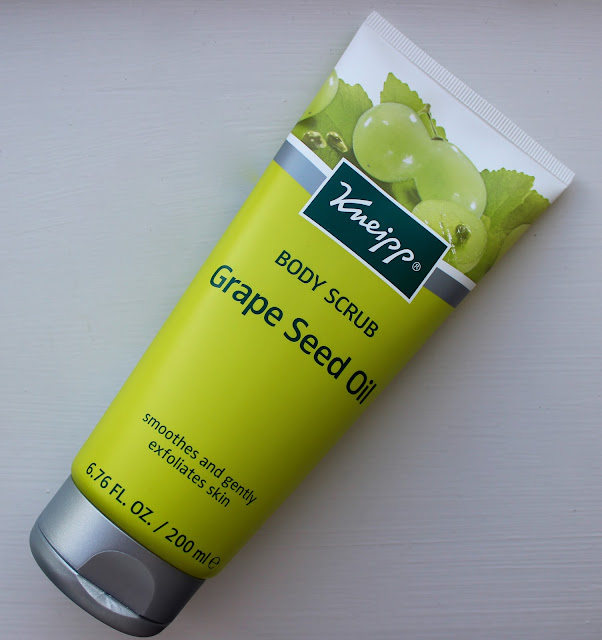 Kneipp®
BODY SCRUB
Grape Seed Oil
smoothes and gently
exfoliates skin
6.76 FL. OZ. / 200 ml ℮